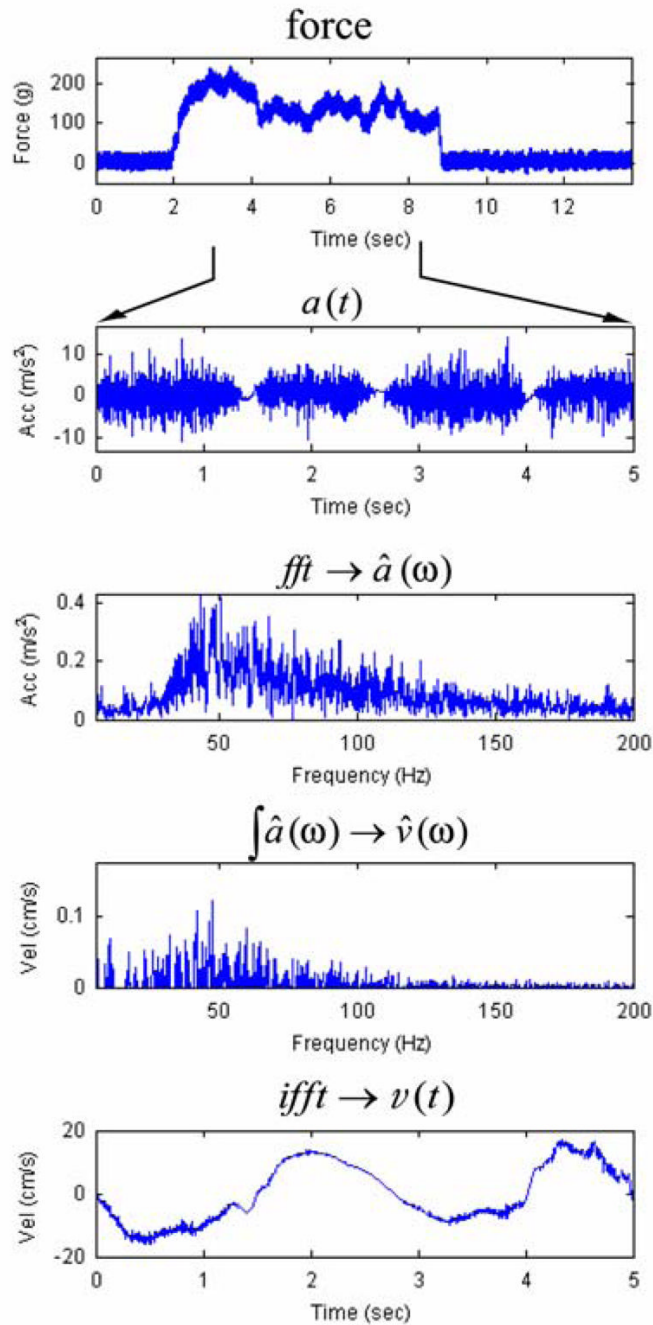 force
Force (g)
200
100
0
0 2 4 6 8 10 12
Time (sec)
a(t)
Acc (m/s²)
10
0
-10
0 1 2 3 4 5
Time (sec)
fft → â(ω)
Acc (m/s²)
0.4
0.2
0
50 100 150 200
Frequency (Hz)
∫â(ω) → v̂(ω)
Vel (cm/s)
0.1
0
50 100 150 200
Frequency (Hz)
ifft → v(t)
Vel (cm/s)
20
0
-20
0 1 2 3 4 5
Time (sec)